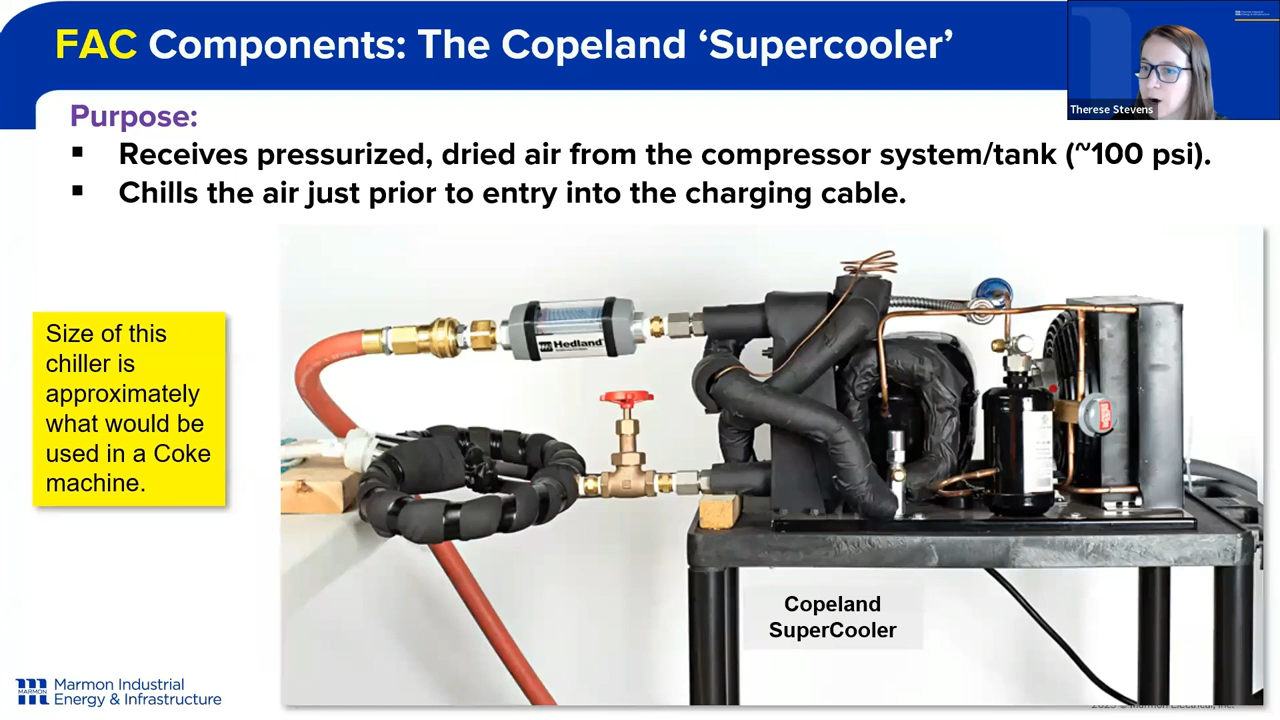 FAC Components: The Copeland ‘Supercooler’
Therese Stevens
Purpose:
▪ Receives pressurized, dried air from the compressor system/tank (~100 psi).
▪ Chills the air just prior to entry into the charging cable.
Size of this
chiller is
approximately
what would be
used in a Coke
machine.
Hedland
Copeland
SuperCooler
MARMON
Marmon Industrial
Energy & Infrastructure